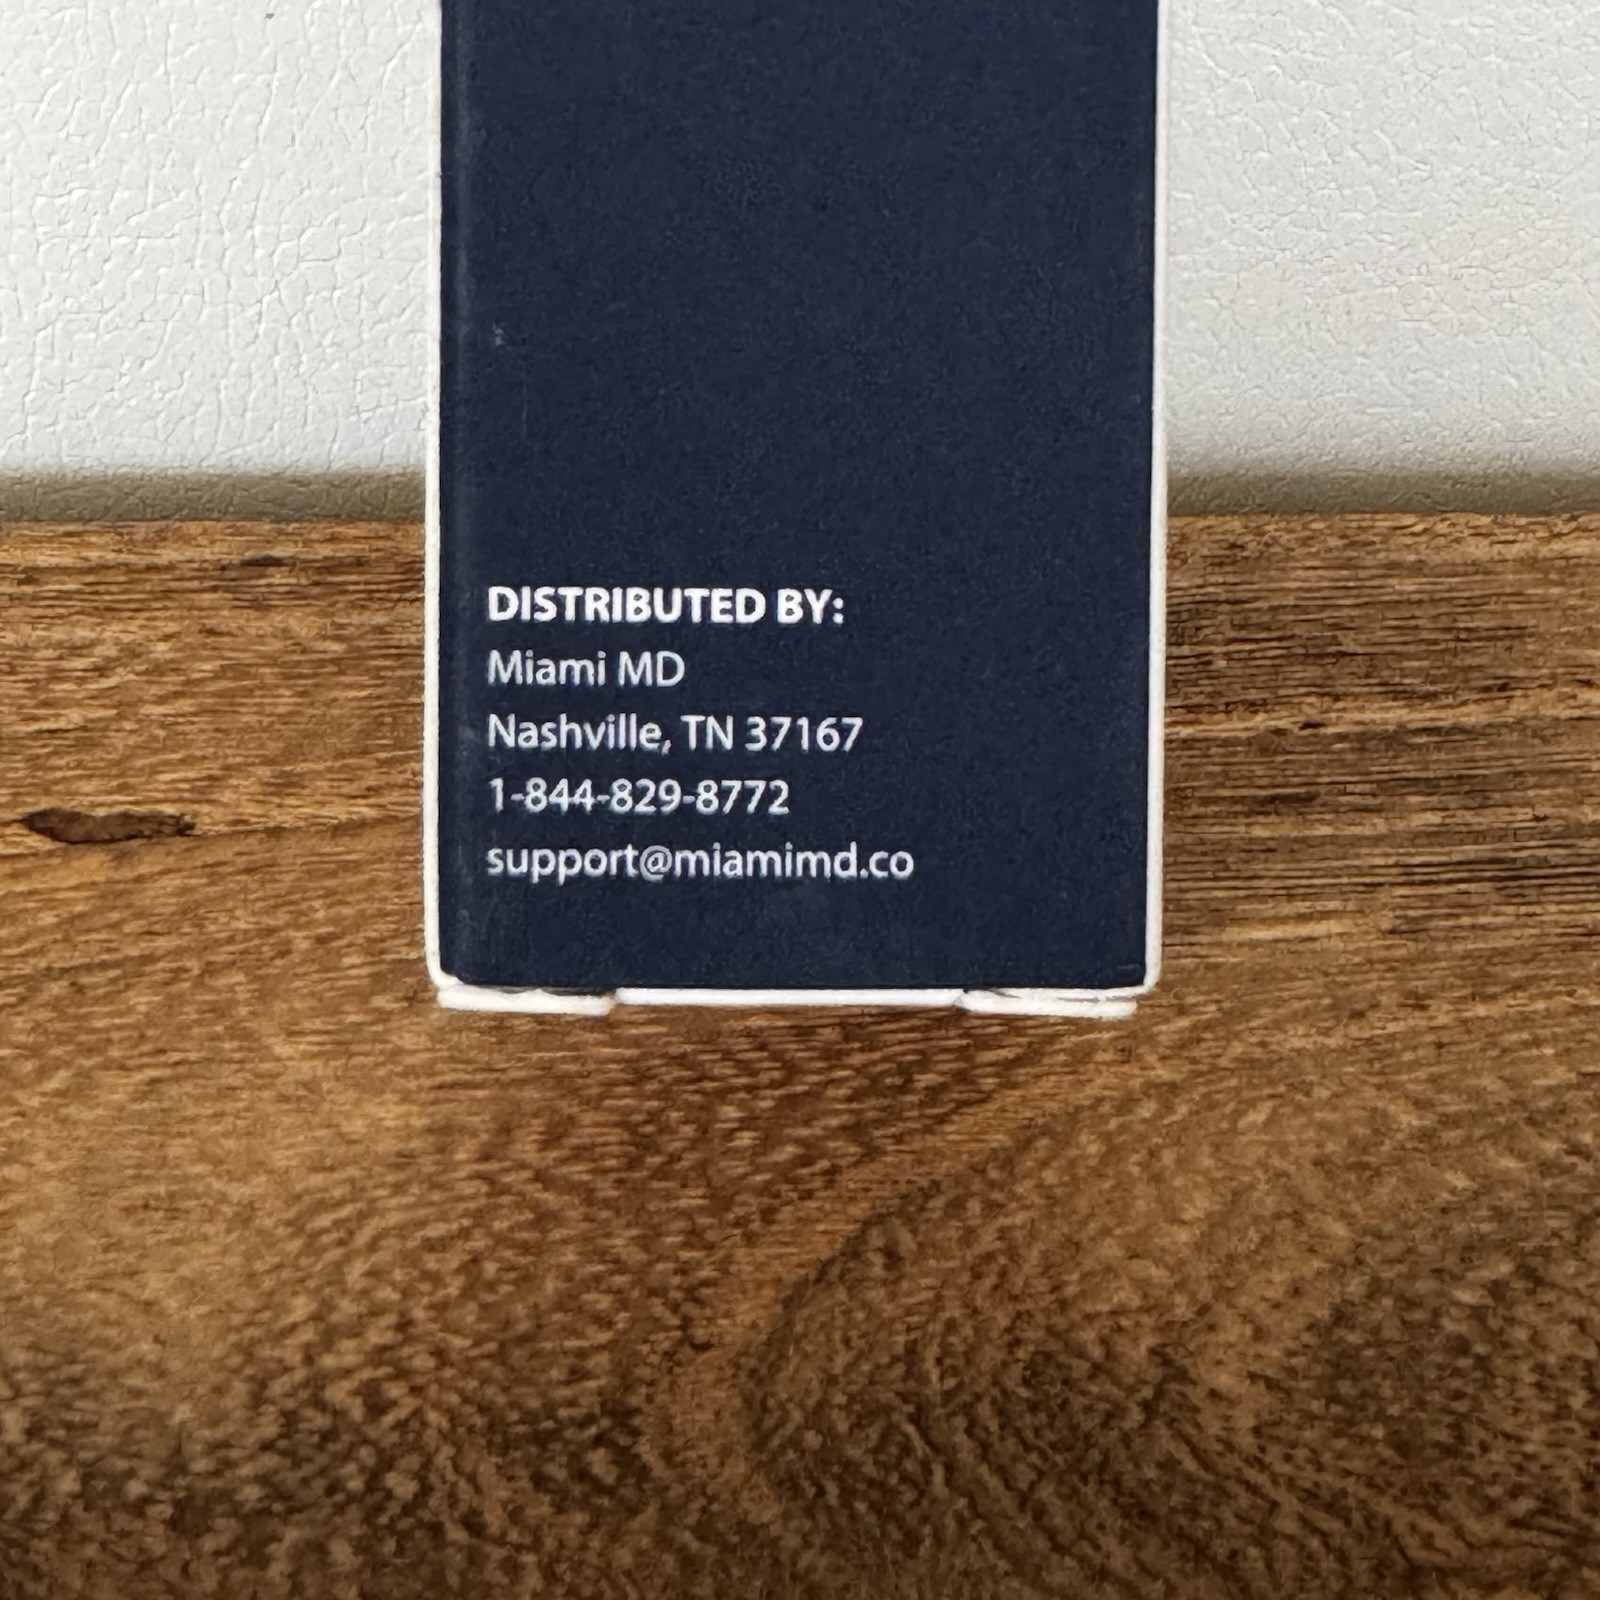 DISTRIBUTED BY:
Miami MD
Nashville, TN 37167
1-844-829-8772
support@miamimd.co